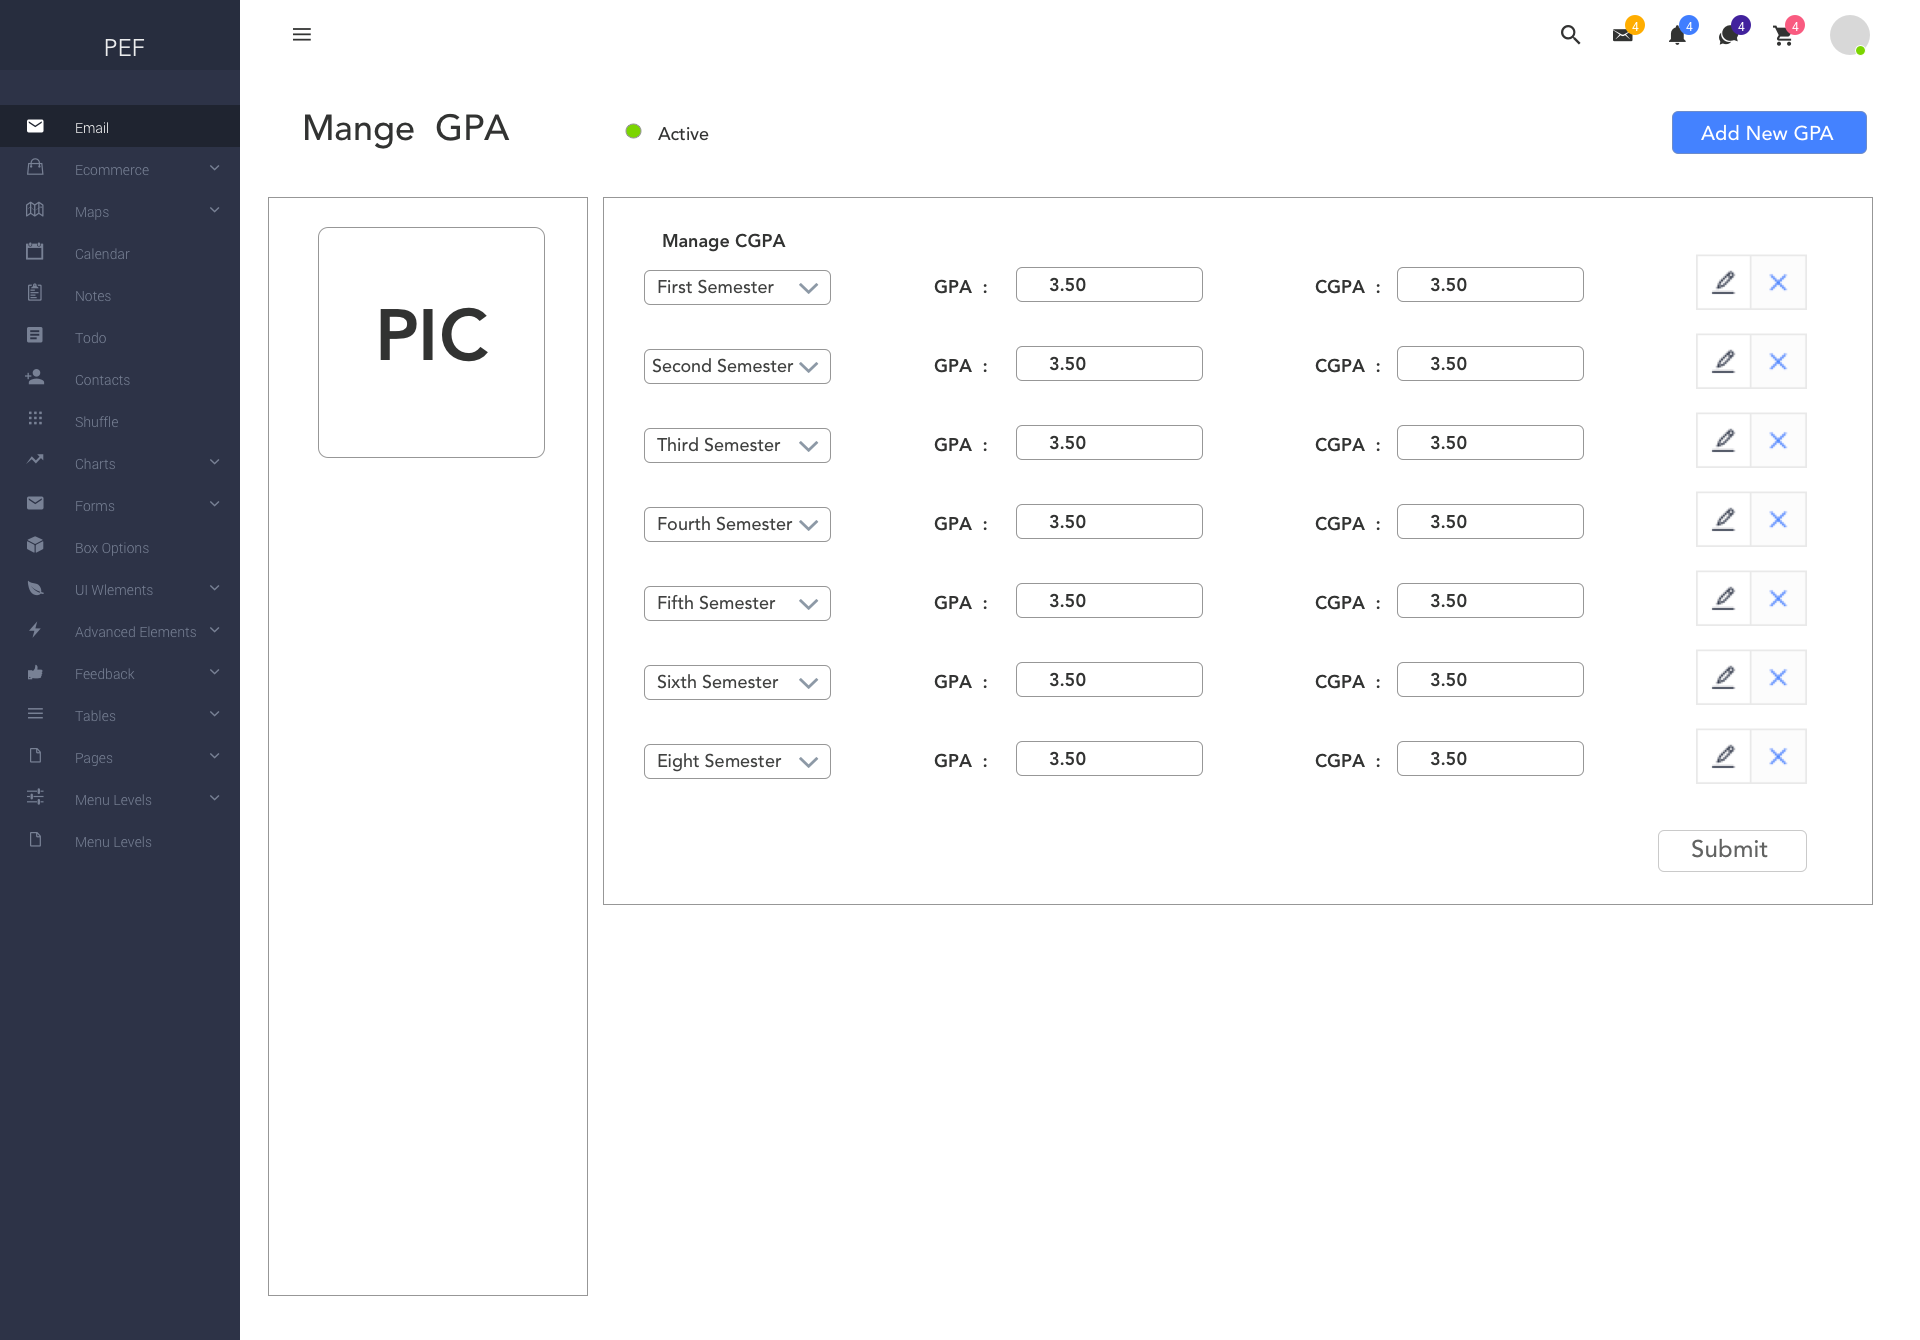 PEF
4 4 4 4
Email
Ecommerce
Maps
Calendar
Notes
Todo
Contacts
Shuffle
Charts
Forms
Box Options
UI Wlements
Advanced Elements
Feedback
Tables
Pages
Menu Levels
Menu Levels
Mange GPA
Active
Add New GPA
PIC
Manage CGPA
First Semester GPA : 3.50 CGPA : 3.50
Second Semester GPA : 3.50 CGPA : 3.50
Third Semester GPA : 3.50 CGPA : 3.50
Fourth Semester GPA : 3.50 CGPA : 3.50
Fifth Semester GPA : 3.50 CGPA : 3.50
Sixth Semester GPA : 3.50 CGPA : 3.50
Eight Semester GPA : 3.50 CGPA : 3.50
Submit